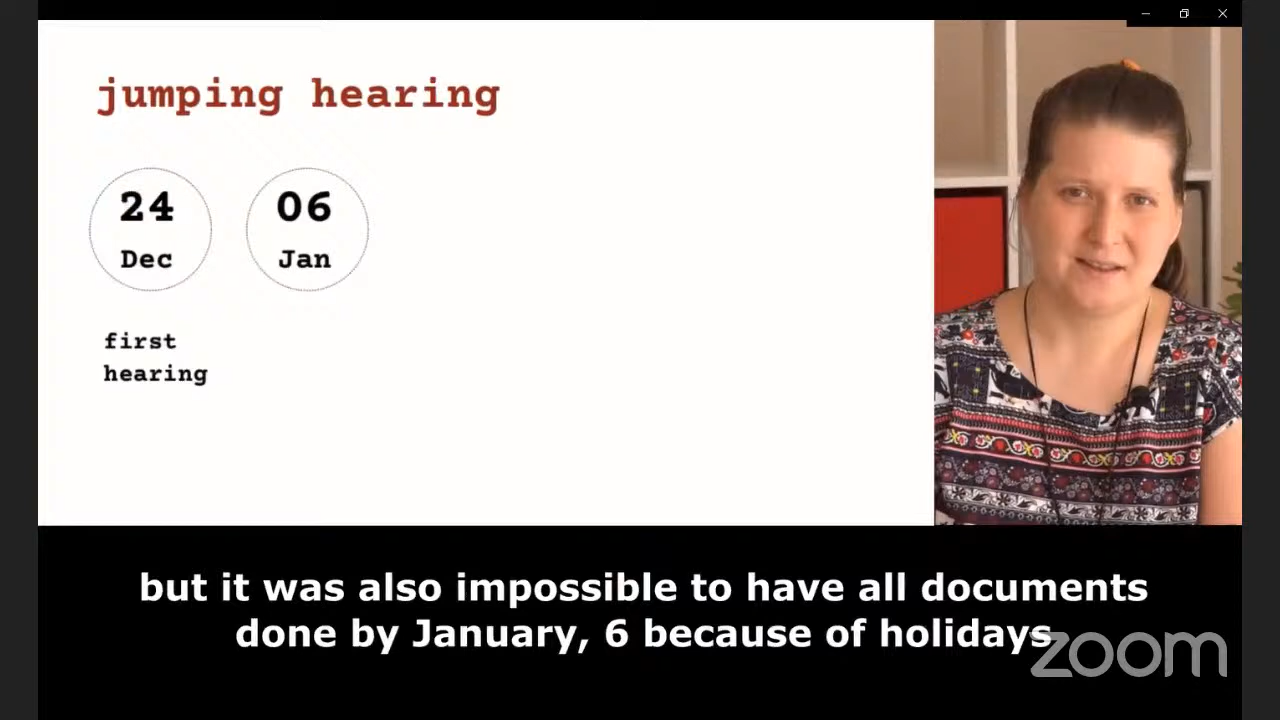 jumping hearing
24
Dec
06
Jan
first
hearing
but it was also impossible to have all documents
done by January, 6 because of holidays
zoom